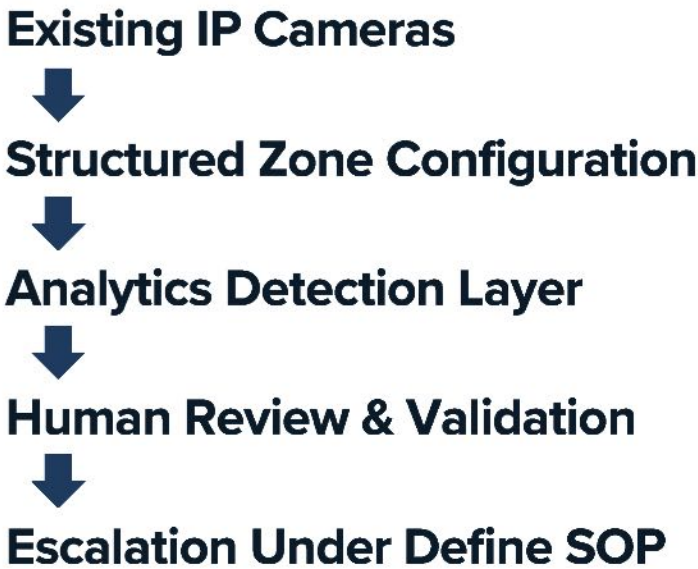 Existing IP Cameras
Structured Zone Configuration
Analytics Detection Layer
Human Review & Validation
Escalation Under Define SOP